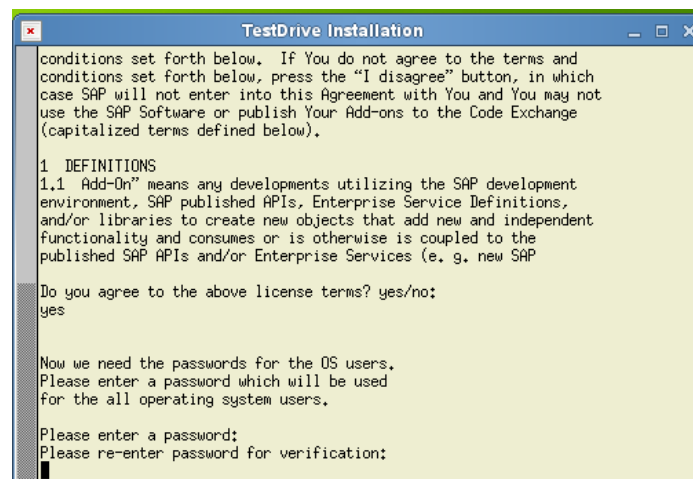 TestDrive Installation
conditions set forth below.  If You do not agree to the terms and
conditions set forth below, press the “I disagree” button, in which
case SAP will not enter into this Agreement with You and You may not
use the SAP Software or publish Your Add-ons to the Code Exchange
(capitalized terms defined below).
1  DEFINITIONS
1.1  Add-On” means any developments utilizing the SAP development
environment, SAP published APIs, Enterprise Service Definitions,
and/or libraries to create new objects that add new and independent
functionality and consumes or is otherwise is coupled to the
published SAP APIs and/or Enterprise Services (e. g. new SAP
Do you agree to the above license terms? yes/no:
yes
Now we need the passwords for the OS users.
Please enter a password which will be used
for the all operating system users.
Please enter a password:
Please re-enter password for verification: